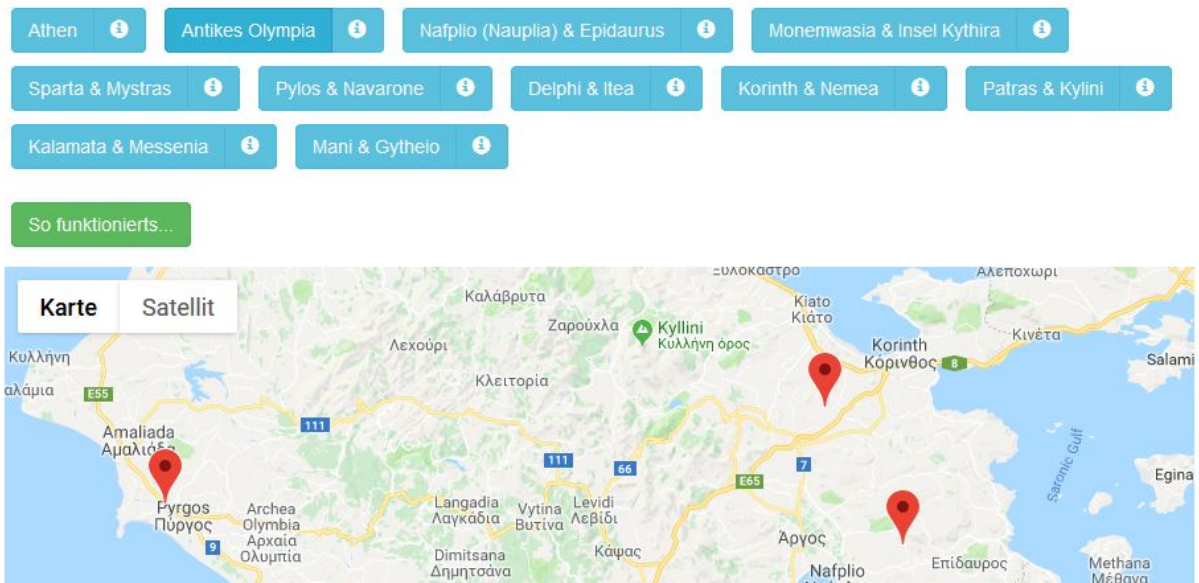 Athen
Antikes Olympia
Nafplio (Nauplia) & Epidaurus
Monemwasia & Insel Kythira
Sparta & Mystras
Pylos & Navarone
Delphi & Itea
Korinth & Nemea
Patras & Kylini
Kalamata & Messenia
Mani & Gytheio
So funktionierts...
Karte
Satellit
Καλάβρυτα
Ζαρούχλα
Kyllini
Κυλλήνη όρος
Kiato
Κιάτο
Κινέτα
Korinth
Κόρινθος
8
Salami
Λεχούρι
Κυλλήνη
Κλειτορία
E55
111
Amaliada
111
66
7
E65
Saronic Gulf
Egina
Pyrgos
Πύργος
9
Archea
Olymbia
Αρχαία
Ολυμπία
Langadia
Λαγκάδια
Vytina
Βυτίνα
Levidi
Λεβίδι
Dimitsana
Δημητσάνα
Κάψας
Άργος
Nafplio
Επίδαυρος
Methana
Μέθανα